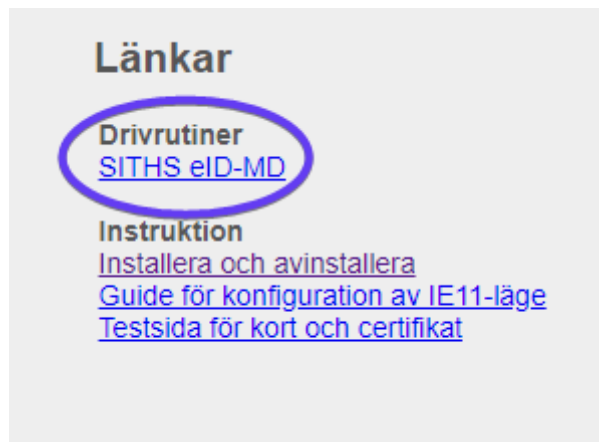 Länkar
Drivrutiner
SITHS eID-MD
Instruktion
Installera och avinstallera
Guide för konfiguration av IE11-läge
Testsida för kort och certifikat